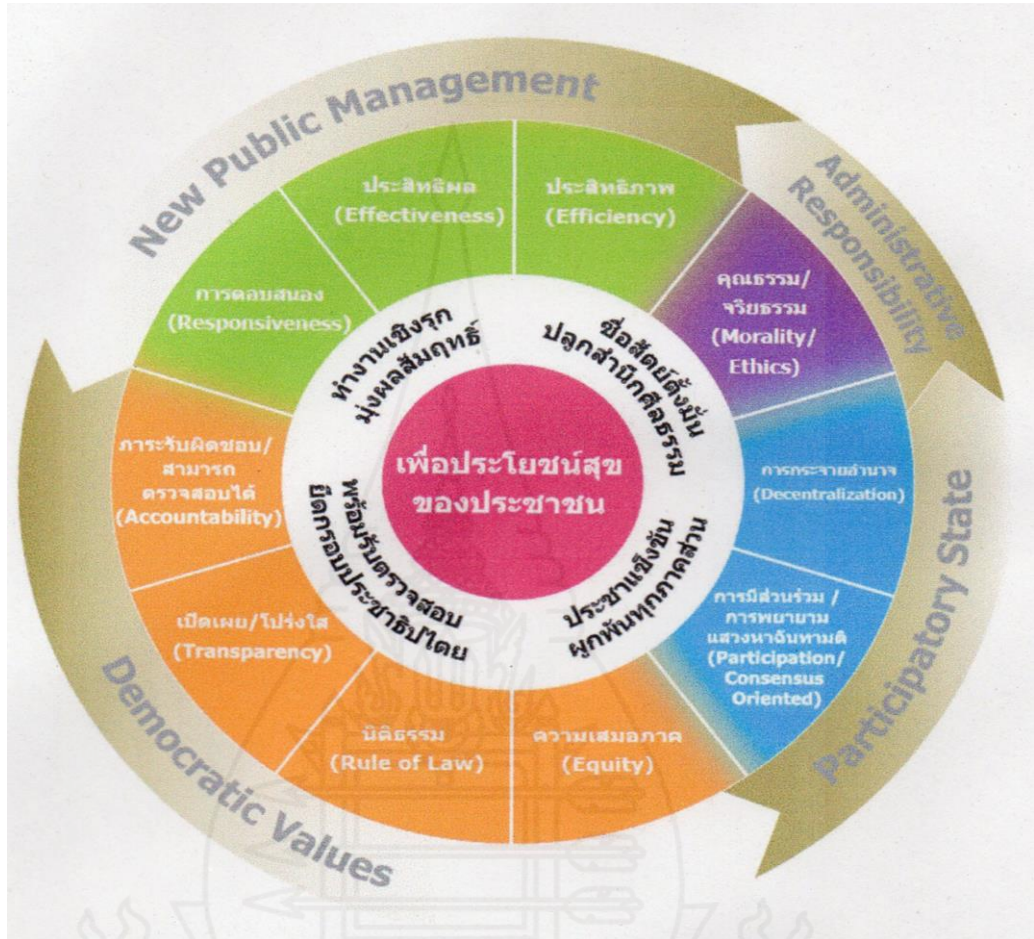 New Public Management
Administrative
Responsibility
Participatory State
Democratic Values
ประสิทธิภาพ
(Efficiency)
คุณธรรม/
จริยธรรม
(Morality/
Ethics)
การกระจายอำนาจ
(Decentralization)
การมีส่วนร่วม /
การพยายาม
แสวงหาฉันทามติ
(Participation/
Consensus
Oriented)
ความเสมอภาค
(Equity)
นิติธรรม
(Rule of Law)
เปิดเผย/โปร่งใส
(Transparency)
ภาระรับผิดชอบ/
สามารถ
ตรวจสอบได้
(Accountability)
การตอบสนอง
(Responsiveness)
ประสิทธิผล
(Effectiveness)
ทำงานเชิงรุก
มุ่งผลสัมฤทธิ์
ซื่อสัตย์ตั้งมั่น
ปลูกสำนึกศีลธรรม
ประชาแข็งขัน
ผูกพันทุกภาคส่วน
พร้อมรับตรวจสอบ
ยึดกรอบประชาธิปไตย
เพื่อประโยชน์สุข
ของประชาชน